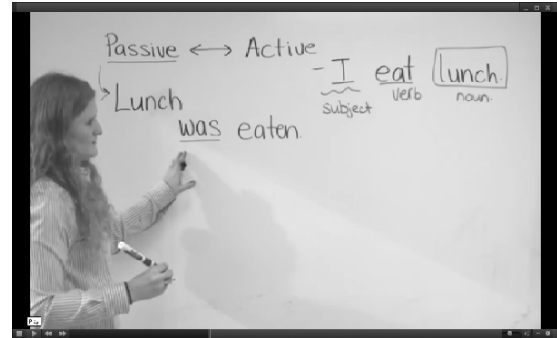 Passive ↔ Active
- I eat lunch.
subject verb noun.
Lunch
was eaten.